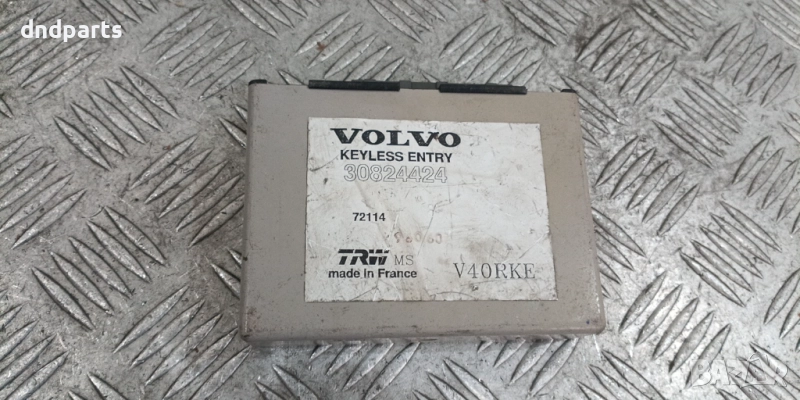 dndparts
VOLVO
KEYLESS ENTRY
30824424
72114
TRW MS
made in France
V40RKE